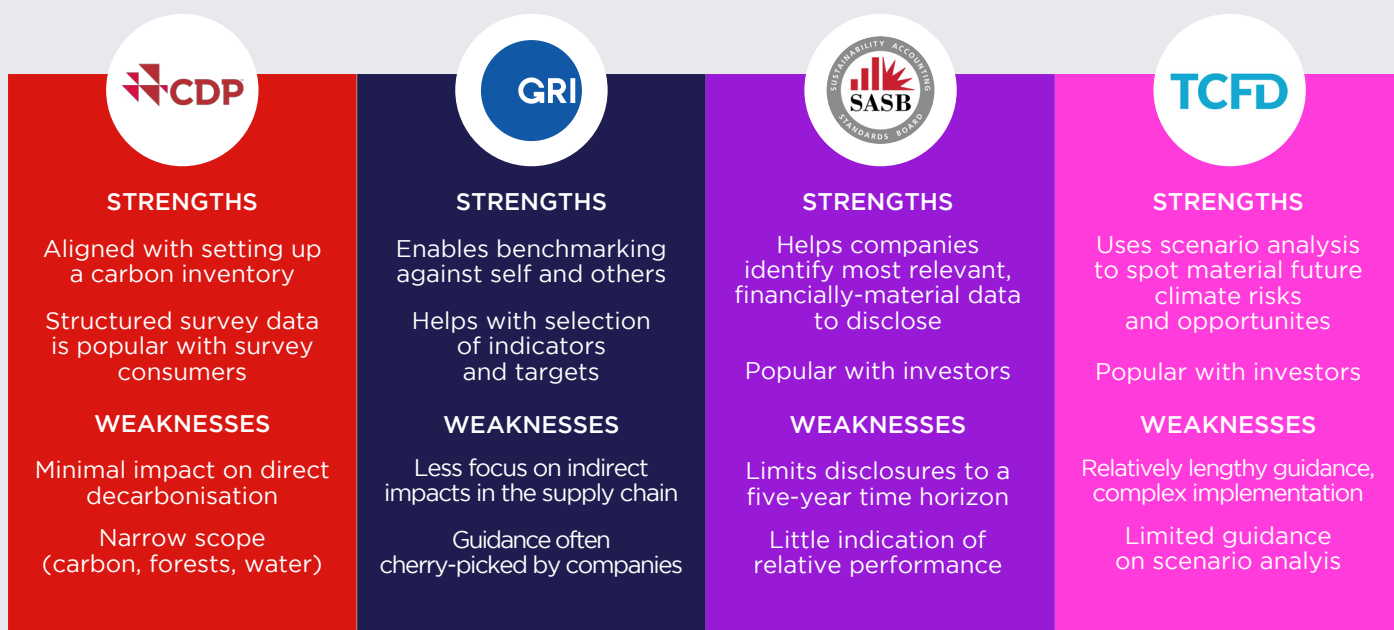 CDP
STRENGTHS
Aligned with setting up
a carbon inventory
Structured survey data
is popular with survey
consumers
WEAKNESSES
Minimal impact on direct
decarbonisation
Narrow scope
(carbon, forests, water)
GRI
STRENGTHS
Enables benchmarking
against self and others
Helps with selection
of indicators
and targets
WEAKNESSES
Less focus on indirect
impacts in the supply chain
Guidance often
cherry-picked by companies
SUSTAINABILITY ACCOUNTING
SASB
STANDARDS BOARD
STRENGTHS
Helps companies
identify most relevant,
financially-material data
to disclose
Popular with investors
WEAKNESSES
Limits disclosures to a
five-year time horizon
Little indication of
relative performance
TCFD
STRENGTHS
Uses scenario analysis
to spot material future
climate risks
and opportunites
Popular with investors
WEAKNESSES
Relatively lengthy guidance,
complex implementation
Limited guidance
on scenario analyis